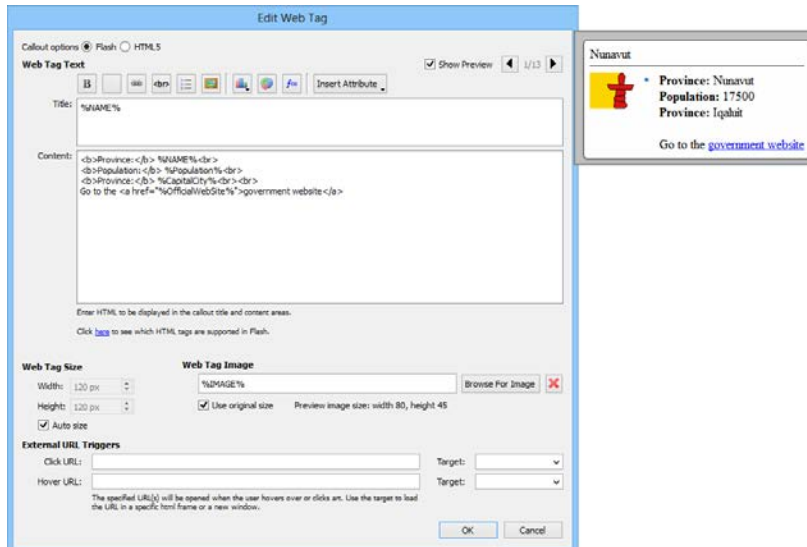 Edit Web Tag
Callout options Flash HTML5
Web Tag Text
Show Preview 1/13
B <br> fx Insert Attribute
Title: %NAME%
Content: <b>Province:</b> %NAME%<br>
<b>Population: </b> %Population%<br>
<b>Province:</b> %CapitalCity%<br><br>
Go to the <a href="%OfficialWebSite%">government website</a>
Enter HTML to be displayed in the callout title and content areas.
Click here to see which HTML tags are supported in Flash.
Web Tag Size
Width: 120 px
Height: 120 px
Auto size
Web Tag Image
%IMAGE%
Browse For Image
Use original size Preview image size: width 80, height 45
External URL Triggers
Click URL: Target:
Hover URL: Target:
The specified URL(s) will be opened when the user hovers over or clicks art. Use the target to load
the URL in a specific html frame or a new window.
OK Cancel
Nunavut
Province: Nunavut
Population: 17500
Province: Iqaluit
Go to the government website